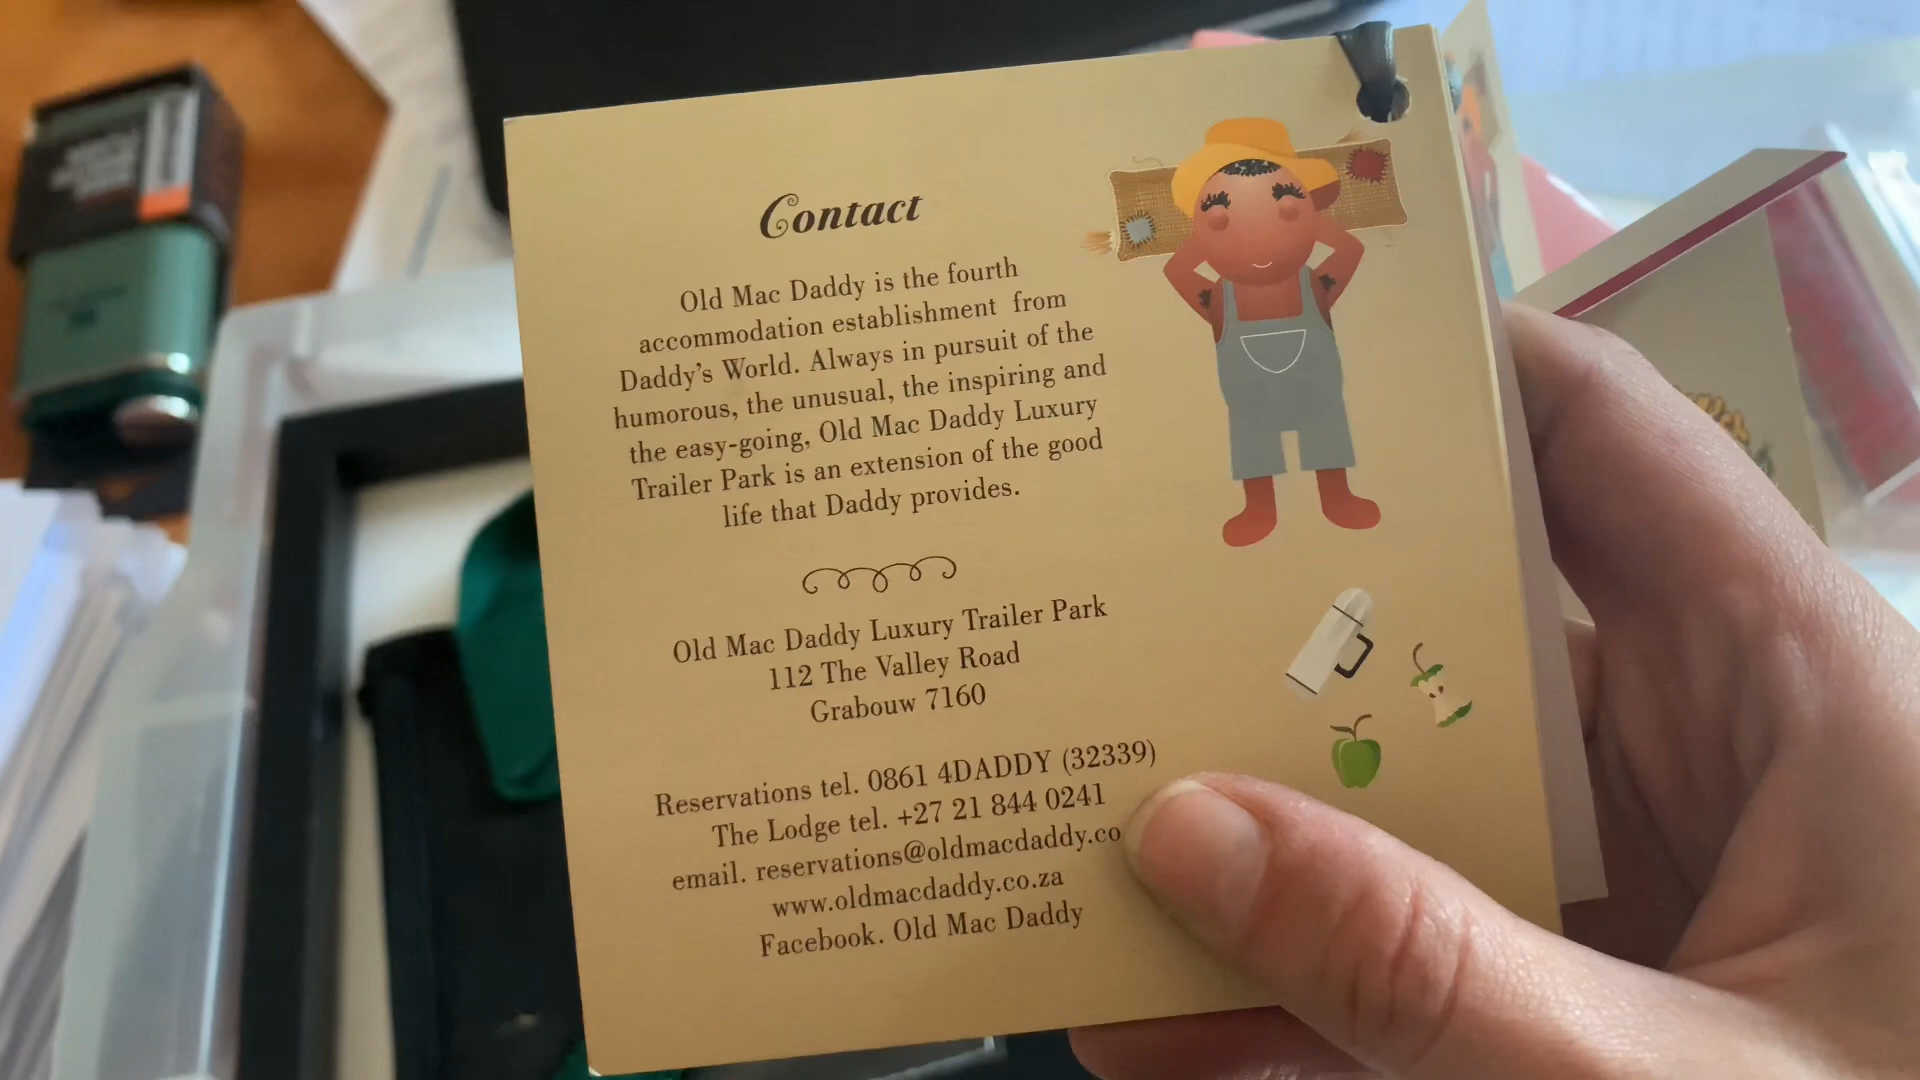 Contact
Old Mac Daddy is the fourth
accommodation establishment from
Daddy's World. Always in pursuit of the
humorous, the unusual, the inspiring and
the easy-going, Old Mac Daddy Luxury
Trailer Park is an extension of the good
life that Daddy provides.
Old Mac Daddy Luxury Trailer Park
112 The Valley Road
Grabouw 7160
Reservations tel. 0861 4DADDY (32339)
The Lodge tel. +27 21 844 0241
email. reservations@oldmacdaddy.co
www.oldmacdaddy.co.za
Facebook. Old Mac Daddy